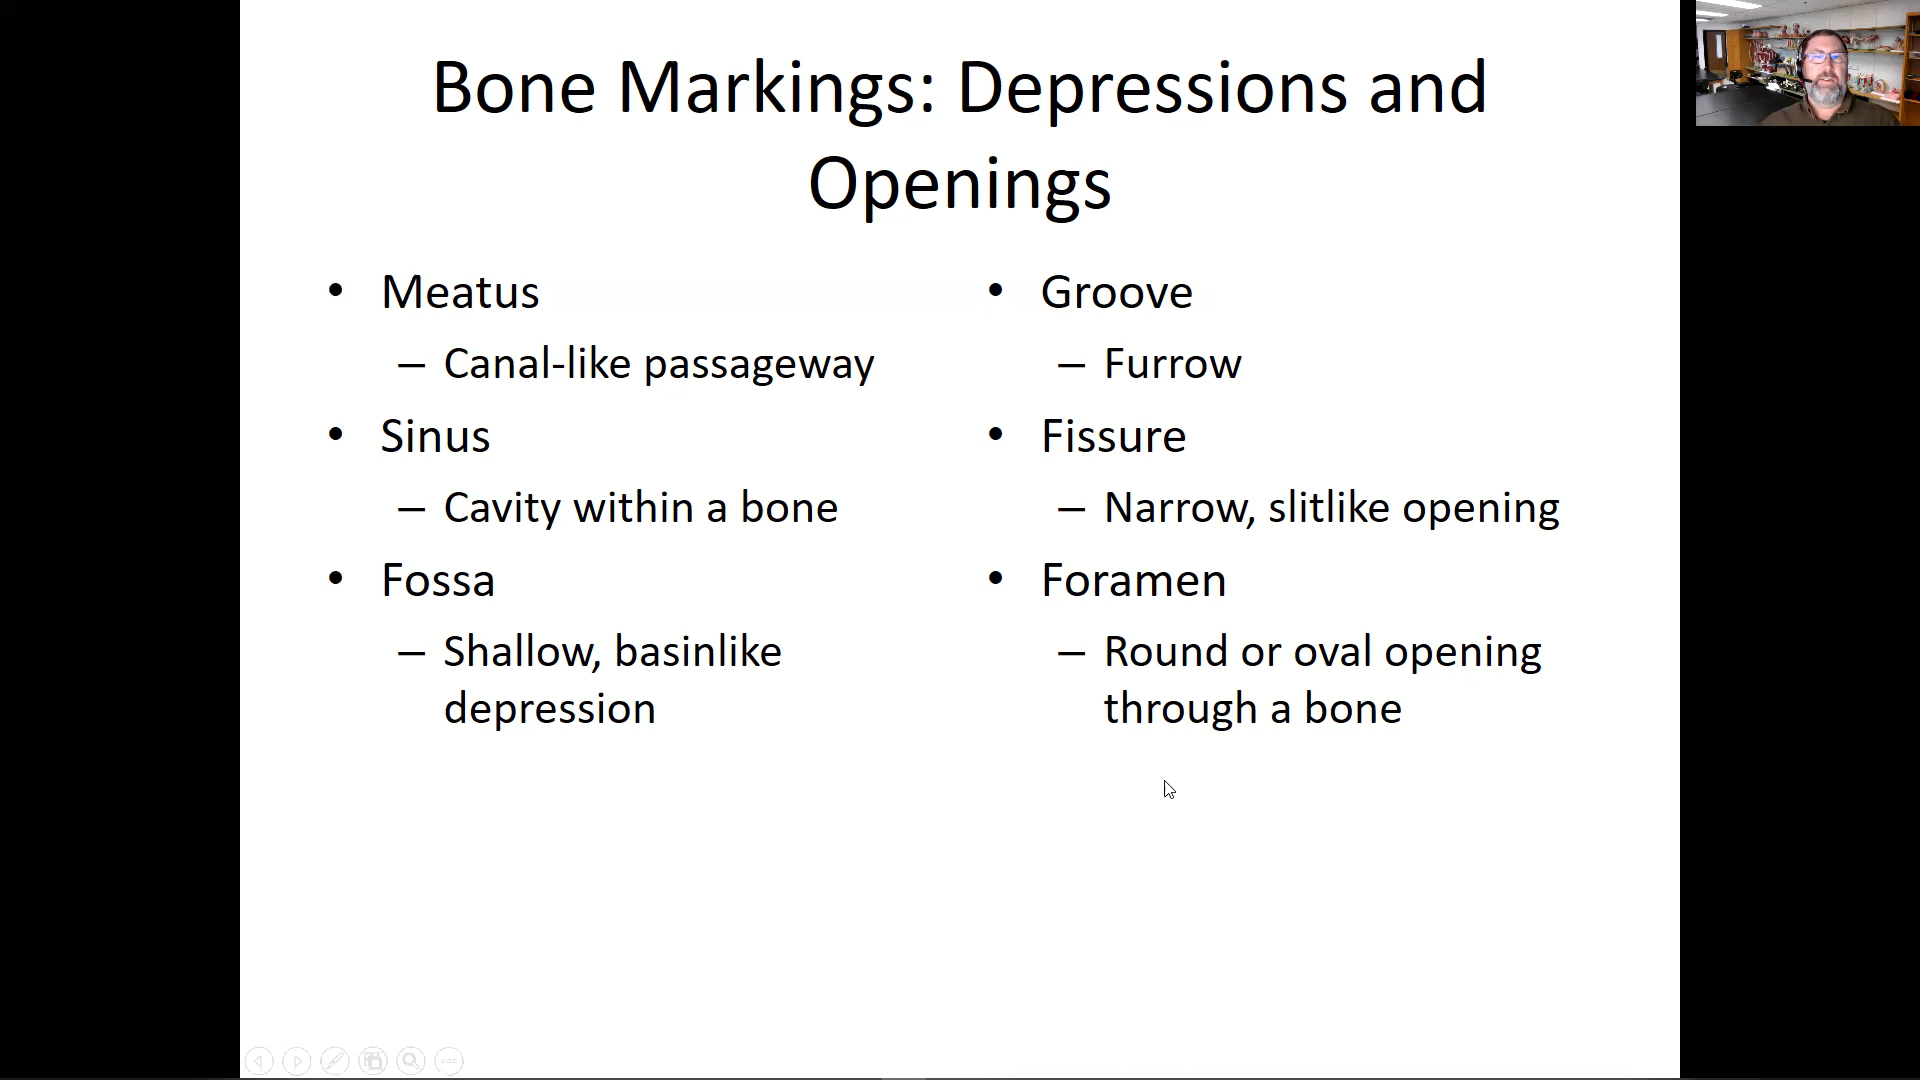 Bone Markings: Depressions and
Openings
• Meatus
– Canal-like passageway
• Sinus
– Cavity within a bone
• Fossa
– Shallow, basinlike
depression
• Groove
– Furrow
• Fissure
– Narrow, slitlike opening
• Foramen
– Round or oval opening
through a bone